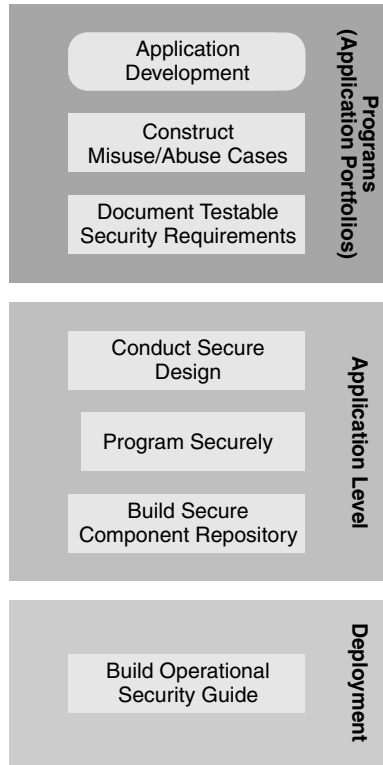 Application
Development
Construct
Misuse/Abuse Cases
Document Testable
Security Requirements
Programs
(Application Portfolios)
Conduct Secure
Design
Program Securely
Build Secure
Component Repository
Application Level
Build Operational
Security Guide
Deployment